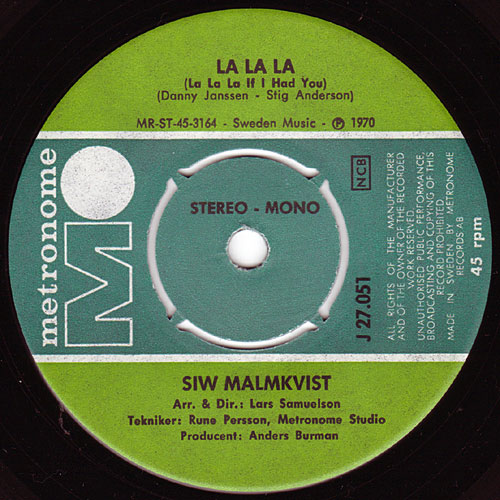 LA LA LA
(La La La If I Had You)
(Danny Janssen - Stig Anderson)
MR-ST-45-3164 - Sweden Music - ℗ 1970
metronome
NCB
STEREO - MONO
ALL RIGHTS OF THE MANUFACTURER
AND OF THE OWNER OF THE RECORDED
WORK RESERVED.
UNAUTHORISED PUBLIC PERFORMANCE,
BROADCASTING AND COPYING OF THIS
RECORD PROHIBITED.
MADE IN SWEDEN BY METRONOME
RECORDS AB
45 rpm
J 27.051
SIW MALMKVIST
Arr. & Dir.: Lars Samuelson
Tekniker: Rune Persson, Metronome Studio
Producent: Anders Burman